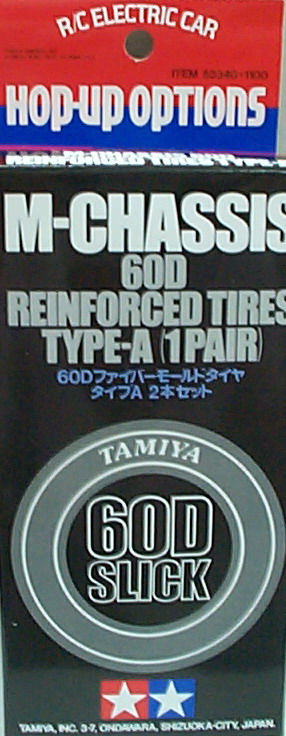 R/C ELECTRIC CAR
ITEM 53340-1100
HOP-UP OPTIONS
M-CHASSIS
60D
REINFORCED TIRES
TYPE-A (1PAIR)
60Dファイバーモールドタイヤ
タイプA 2本セット
TAMIYA
60D
SLICK
TAMIYA, INC. 3-7, ONDAWARA, SHIZUOKA-CITY, JAPAN.